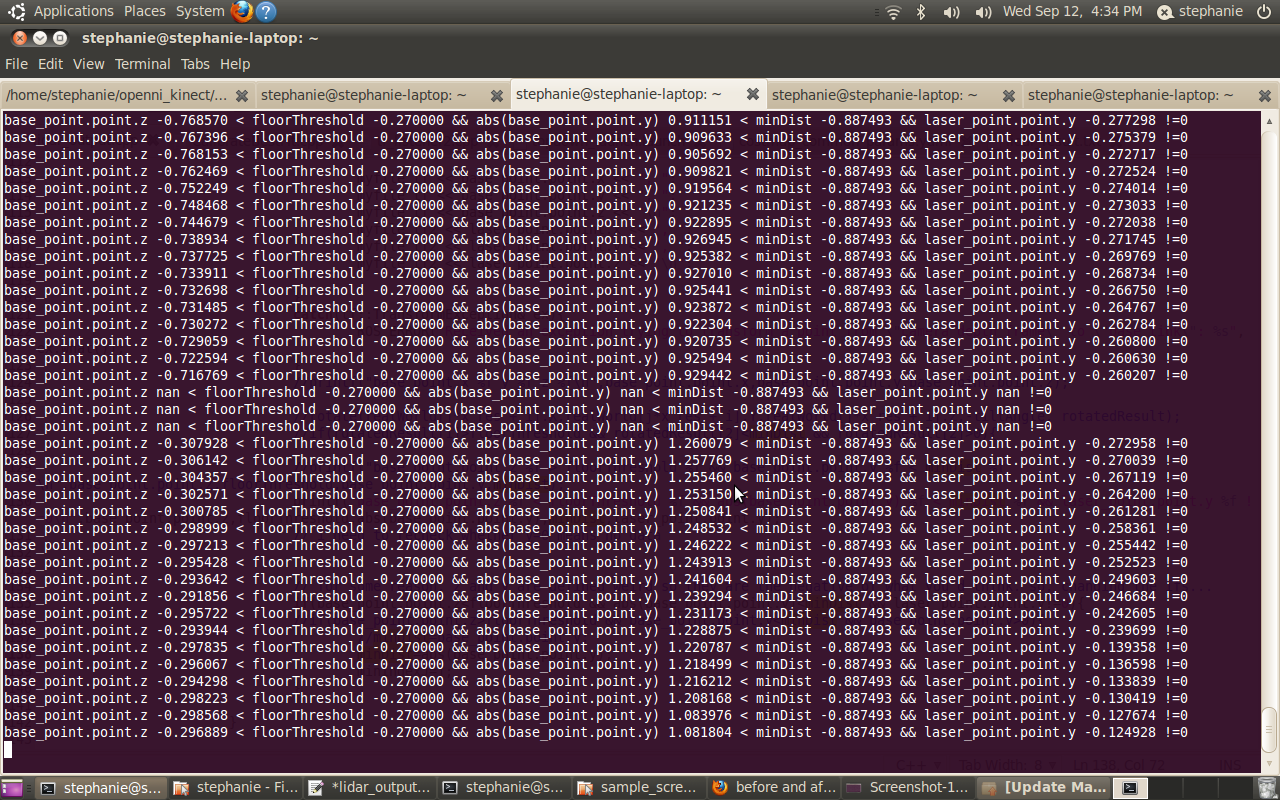 Applications Places System ? Wed Sep 12, 4:34 PM stephanie
stephanie@stephanie-laptop: ~
File Edit View Terminal Tabs Help
/home/stephanie/openni_kinect/... stephanie@stephanie-laptop: ~ stephanie@stephanie-laptop: ~ stephanie@stephanie-laptop: ~ stephanie@stephanie-laptop: ~
base_point.point.z -0.768570 < floorThreshold -0.270000 && abs(base_point.point.y) 0.911151 < minDist -0.887493 && laser_point.point.y -0.277298 !=0
base_point.point.z -0.767396 < floorThreshold -0.270000 && abs(base_point.point.y) 0.909633 < minDist -0.887493 && laser_point.point.y -0.275379 !=0
base_point.point.z -0.768153 < floorThreshold -0.270000 && abs(base_point.point.y) 0.905692 < minDist -0.887493 && laser_point.point.y -0.272717 !=0
base_point.point.z -0.762469 < floorThreshold -0.270000 && abs(base_point.point.y) 0.909821 < minDist -0.887493 && laser_point.point.y -0.272524 !=0
base_point.point.z -0.752249 < floorThreshold -0.270000 && abs(base_point.point.y) 0.919564 < minDist -0.887493 && laser_point.point.y -0.274014 !=0
base_point.point.z -0.748468 < floorThreshold -0.270000 && abs(base_point.point.y) 0.921235 < minDist -0.887493 && laser_point.point.y -0.273033 !=0
base_point.point.z -0.744679 < floorThreshold -0.270000 && abs(base_point.point.y) 0.922895 < minDist -0.887493 && laser_point.point.y -0.272038 !=0
base_point.point.z -0.738934 < floorThreshold -0.270000 && abs(base_point.point.y) 0.926945 < minDist -0.887493 && laser_point.point.y -0.271745 !=0
base_point.point.z -0.737725 < floorThreshold -0.270000 && abs(base_point.point.y) 0.925382 < minDist -0.887493 && laser_point.point.y -0.269769 !=0
base_point.point.z -0.733911 < floorThreshold -0.270000 && abs(base_point.point.y) 0.927010 < minDist -0.887493 && laser_point.point.y -0.268734 !=0
base_point.point.z -0.732698 < floorThreshold -0.270000 && abs(base_point.point.y) 0.925441 < minDist -0.887493 && laser_point.point.y -0.266750 !=0
base_point.point.z -0.731485 < floorThreshold -0.270000 && abs(base_point.point.y) 0.923872 < minDist -0.887493 && laser_point.point.y -0.264767 !=0
base_point.point.z -0.730272 < floorThreshold -0.270000 && abs(base_point.point.y) 0.922304 < minDist -0.887493 && laser_point.point.y -0.262784 !=0
base_point.point.z -0.729059 < floorThreshold -0.270000 && abs(base_point.point.y) 0.920735 < minDist -0.887493 && laser_point.point.y -0.260800 !=0
base_point.point.z -0.722594 < floorThreshold -0.270000 && abs(base_point.point.y) 0.925494 < minDist -0.887493 && laser_point.point.y -0.260630 !=0
base_point.point.z -0.716769 < floorThreshold -0.270000 && abs(base_point.point.y) 0.929442 < minDist -0.887493 && laser_point.point.y -0.260207 !=0
base_point.point.z nan < floorThreshold -0.270000 && abs(base_point.point.y) nan < minDist -0.887493 && laser_point.point.y nan !=0
base_point.point.z nan < floorThreshold -0.270000 && abs(base_point.point.y) nan < minDist -0.887493 && laser_point.point.y nan !=0
base_point.point.z nan < floorThreshold -0.270000 && abs(base_point.point.y) nan < minDist -0.887493 && laser_point.point.y nan !=0 rotatedResult);
base_point.point.z -0.307928 < floorThreshold -0.270000 && abs(base_point.point.y) 1.260079 < minDist -0.887493 && laser_point.point.y -0.272958 !=0
base_point.point.z -0.306142 < floorThreshold -0.270000 && abs(base_point.point.y) 1.257769 < minDist -0.887493 && laser_point.point.y -0.270039 !=0
base_point.point.z -0.304357 < floorThreshold -0.270000 && abs(base_point.point.y) 1.255460 < minDist -0.887493 && laser_point.point.y -0.267119 !=0
base_point.point.z -0.302571 < floorThreshold -0.270000 && abs(base_point.point.y) 1.253150 < minDist -0.887493 && laser_point.point.y -0.264200 !=0
base_point.point.z -0.300785 < floorThreshold -0.270000 && abs(base_point.point.y) 1.250841 < minDist -0.887493 && laser_point.point.y -0.261281 !=0
base_point.point.z -0.298999 < floorThreshold -0.270000 && abs(base_point.point.y) 1.248532 < minDist -0.887493 && laser_point.point.y -0.258361 !=0
base_point.point.z -0.297213 < floorThreshold -0.270000 && abs(base_point.point.y) 1.246222 < minDist -0.887493 && laser_point.point.y -0.255442 !=0
base_point.point.z -0.295428 < floorThreshold -0.270000 && abs(base_point.point.y) 1.243913 < minDist -0.887493 && laser_point.point.y -0.252523 !=0
base_point.point.z -0.293642 < floorThreshold -0.270000 && abs(base_point.point.y) 1.241604 < minDist -0.887493 && laser_point.point.y -0.249603 !=0
base_point.point.z -0.291856 < floorThreshold -0.270000 && abs(base_point.point.y) 1.239294 < minDist -0.887493 && laser_point.point.y -0.246684 !=0
base_point.point.z -0.295722 < floorThreshold -0.270000 && abs(base_point.point.y) 1.231173 < minDist -0.887493 && laser_point.point.y -0.242605 !=0
base_point.point.z -0.293944 < floorThreshold -0.270000 && abs(base_point.point.y) 1.228875 < minDist -0.887493 && laser_point.point.y -0.239699 !=0
base_point.point.z -0.297835 < floorThreshold -0.270000 && abs(base_point.point.y) 1.220787 < minDist -0.887493 && laser_point.point.y -0.139358 !=0
base_point.point.z -0.296067 < floorThreshold -0.270000 && abs(base_point.point.y) 1.218499 < minDist -0.887493 && laser_point.point.y -0.136598 !=0
base_point.point.z -0.294298 < floorThreshold -0.270000 && abs(base_point.point.y) 1.216212 < minDist -0.887493 && laser_point.point.y -0.133839 !=0
base_point.point.z -0.298223 < floorThreshold -0.270000 && abs(base_point.point.y) 1.208168 < minDist -0.887493 && laser_point.point.y -0.130419 !=0
base_point.point.z -0.298568 < floorThreshold -0.270000 && abs(base_point.point.y) 1.083976 < minDist -0.887493 && laser_point.point.y -0.127674 !=0
base_point.point.z -0.296889 < floorThreshold -0.270000 && abs(base_point.point.y) 1.081804 < minDist -0.887493 && laser_point.point.y -0.124928 !=0
C++ Tab Width: 8 Ln 138, Col 72 INS
stephanie@s... stephanie - Fi... *lidar_output... stephanie@s... sample_scre... before and af... Screenshot-1... [Update Ma...